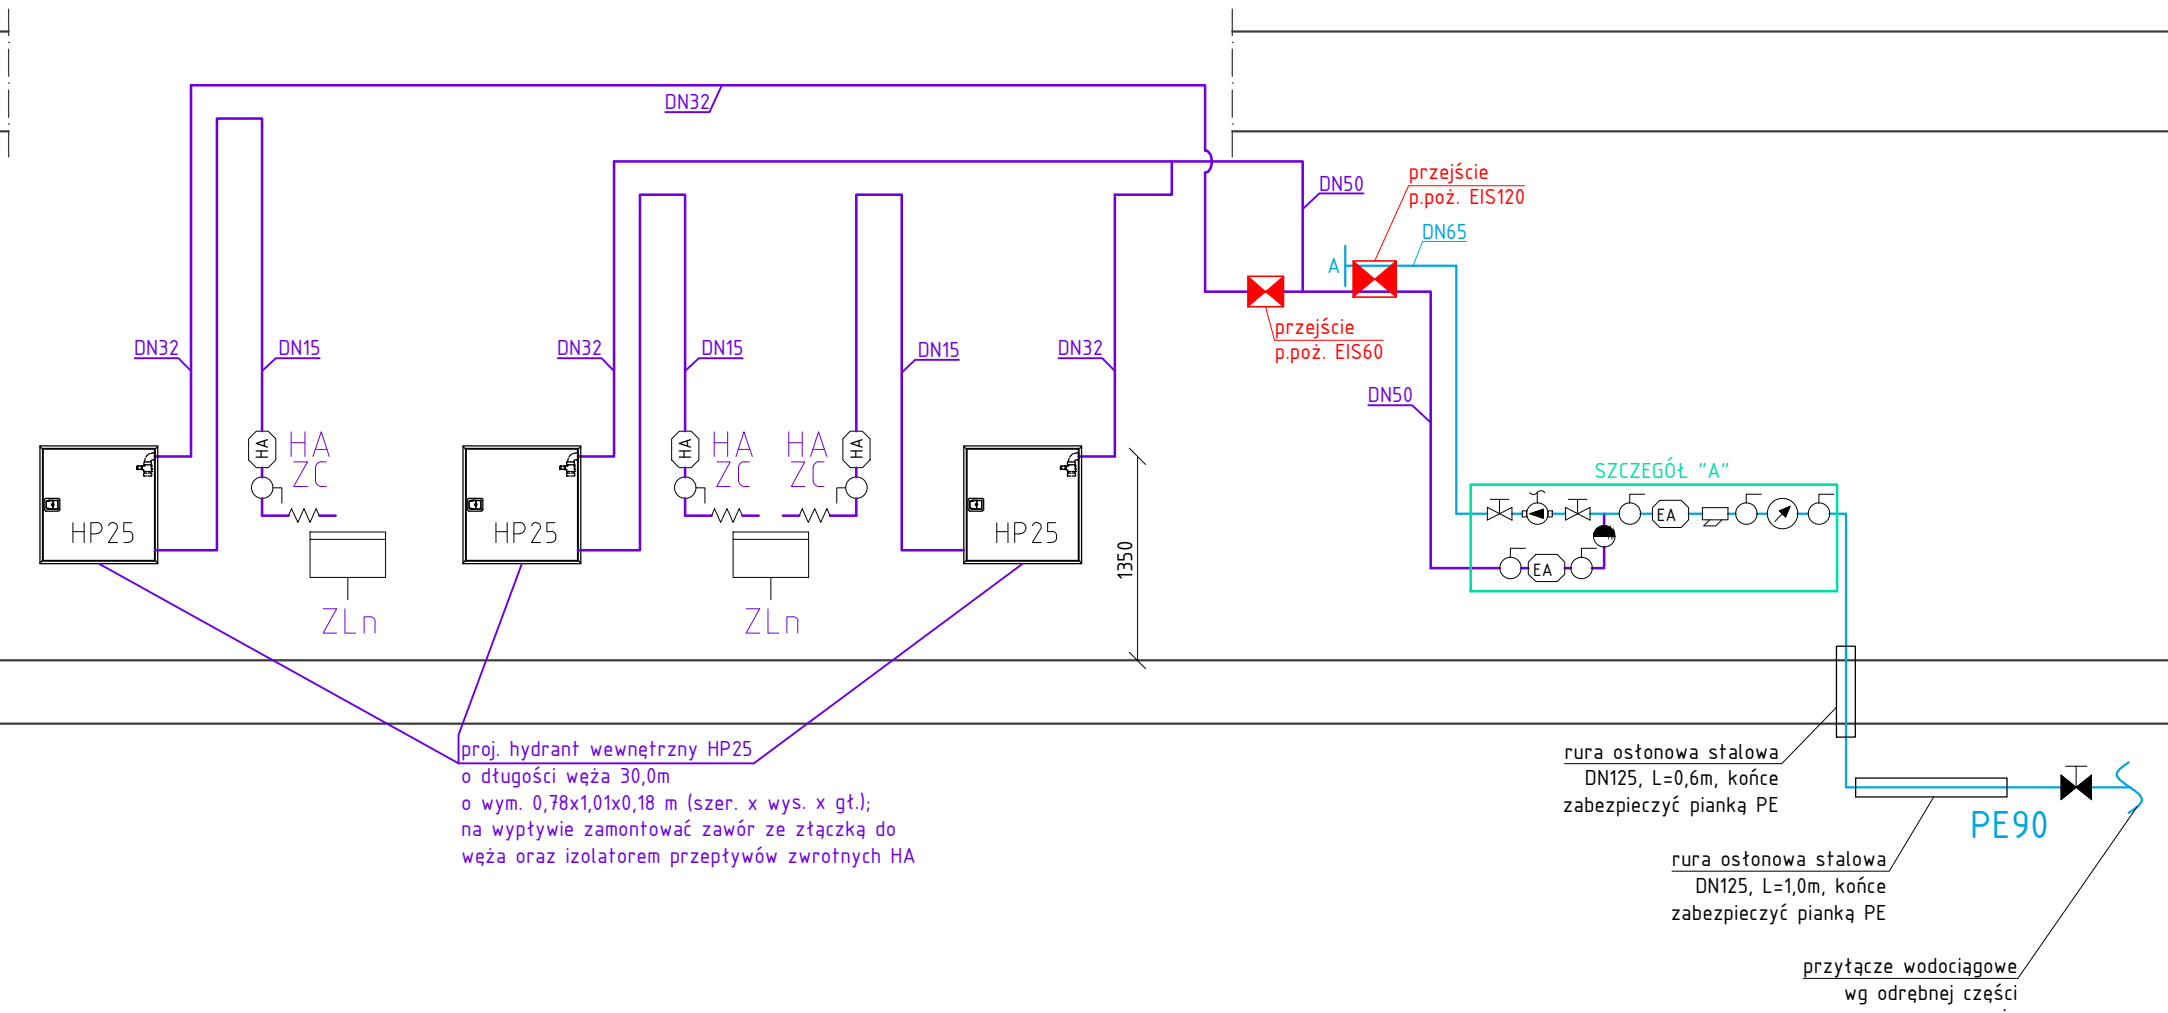 DN32
DN50
przejście
p.poż. EIS120
DN65
A
przejście
p.poż. EIS60
DN32
DN15
DN32
DN15
DN15
DN32
DN50
HA
HA
ZC
HA
HA
ZC
HA
ZC
HA
SZCZEGÓŁ "A"
EA
EA
HP25
HP25
HP25
1350
ZLn
ZLn
proj. hydrant wewnętrzny HP25
o długości węża 30,0m
o wym. 0,78x1,01x0,18 m (szer. x wys. x gł.);
na wypływie zamontować zawór ze złączką do
węża oraz izolatorem przepływów zwrotnych HA
rura osłonowa stalowa
DN125, L=0,6m, końce
zabezpieczyć pianką PE
PE90
rura osłonowa stalowa
DN125, L=1,0m, końce
zabezpieczyć pianką PE
przyłącze wodociągowe
wg odrębnej części